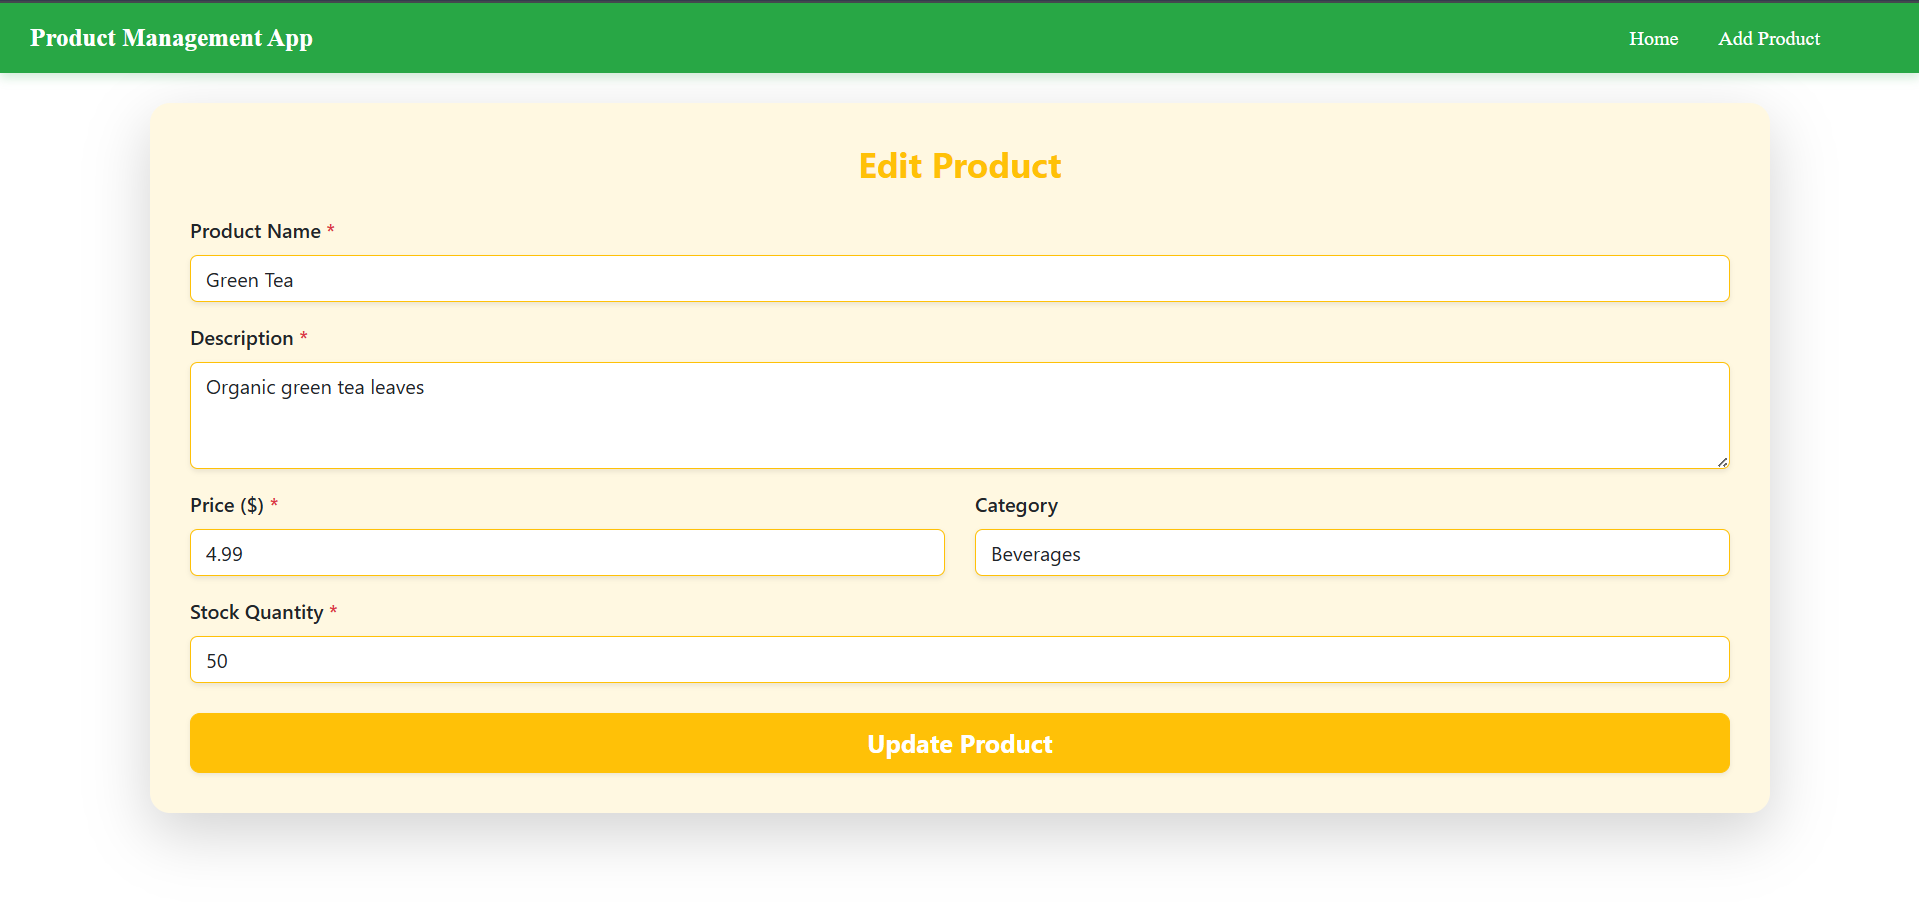 Product Management App
Home Add Product
Edit Product
Product Name *
Green Tea
Description *
Organic green tea leaves
Price ($) * Category
4.99 Beverages
Stock Quantity *
50
Update Product